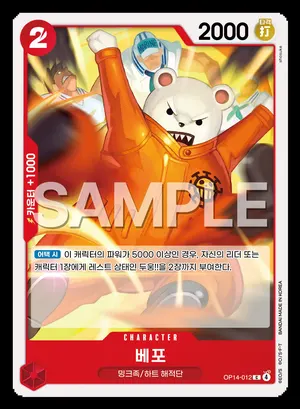 2
2000
타격
打
카운터 +1000
SAMPLE
어택 시 이 캐릭터의 파워가 5000 이상인 경우, 자신의 리더 또는
캐릭터 1장에게 레스트 상태인 두웅!!을 2장까지 부여한다.
CHARACTER
베포
밍크족/하트 해적단
OP14-012 C
BANDAI MADE IN KOREA